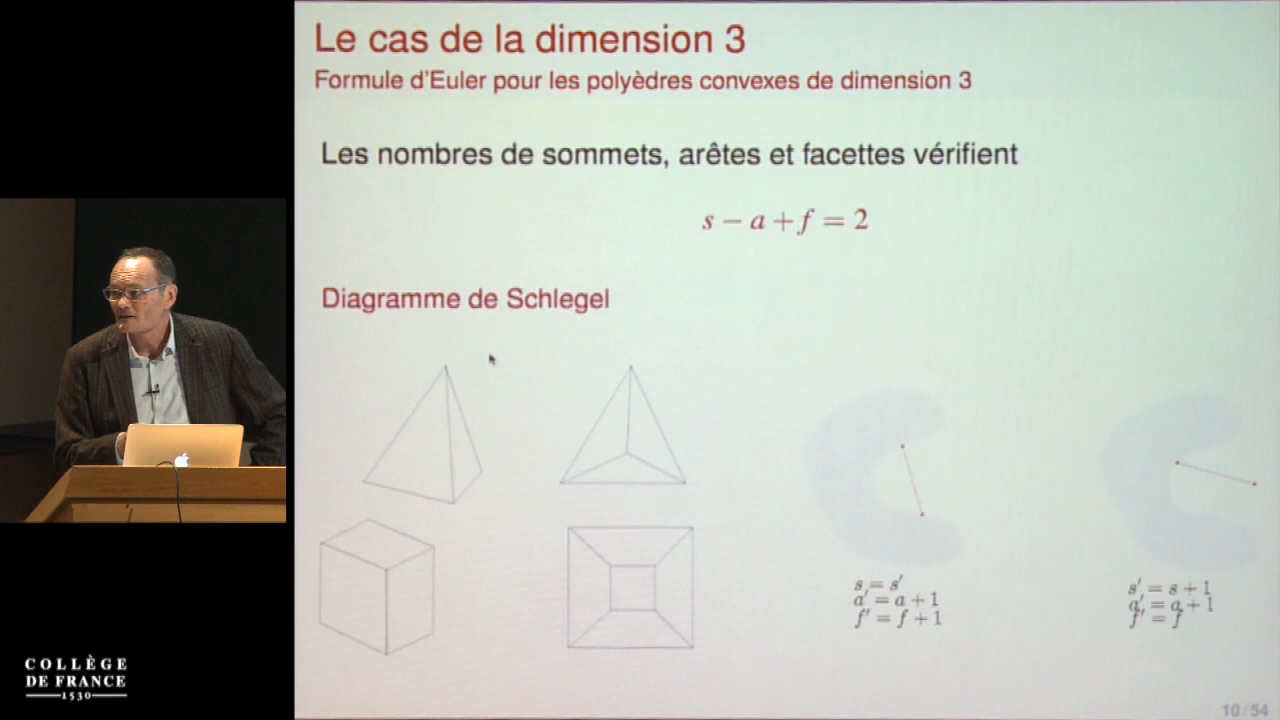 Le cas de la dimension 3
Formule d'Euler pour les polyèdres convexes de dimension 3
Les nombres de sommets, arêtes et facettes vérifient
s − a + f = 2
Diagramme de Schlegel
s = s'
a' = a + 1
f' = f + 1
s' = s + 1
a' = a + 1
f' = f
COLLÈGE
DE FRANCE
1530
10 / 54